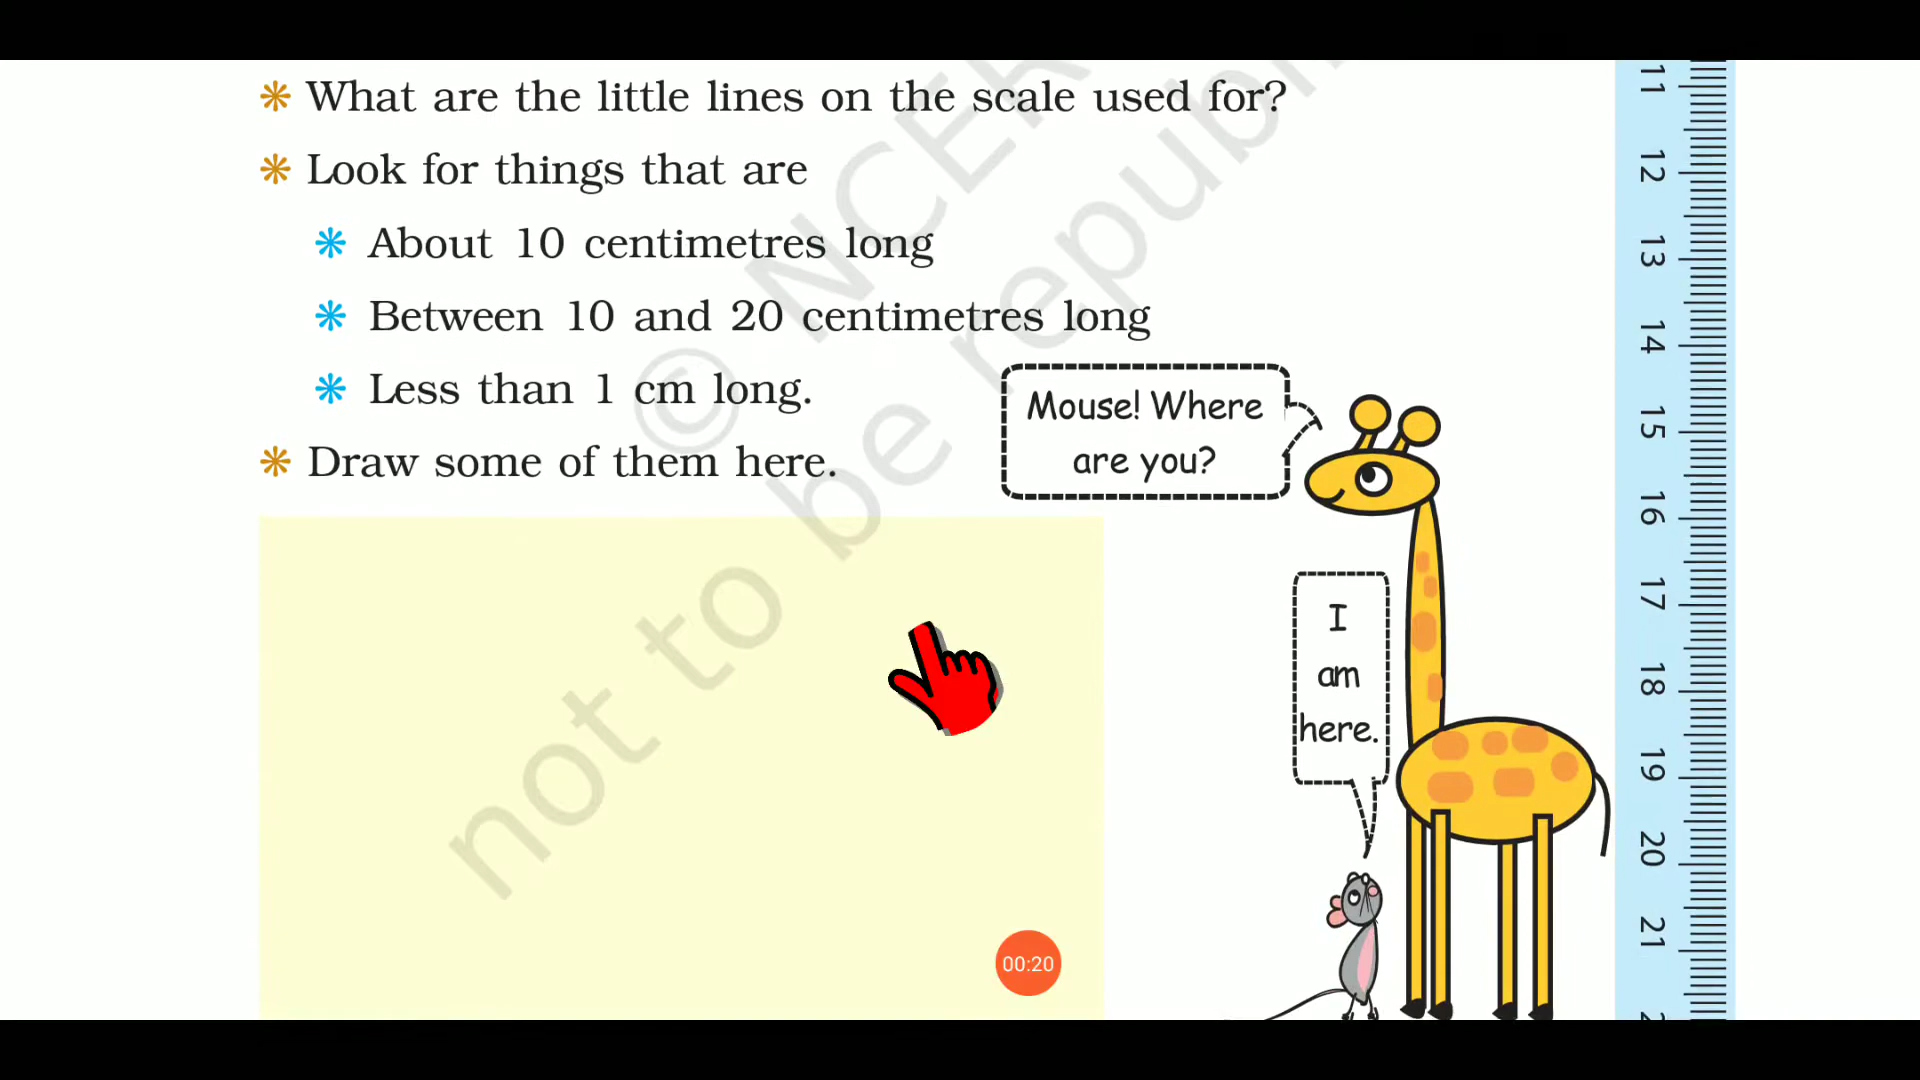 What are the little lines on the scale used for?
Look for things that are
About 10 centimetres long
Between 10 and 20 centimetres long
Less than 1 cm long.
Draw some of them here.
Mouse! Where
are you?
I
am
here.
00:20
© NCER
not to be republ
11
12
13
14
15
16
17
18
19
20
21